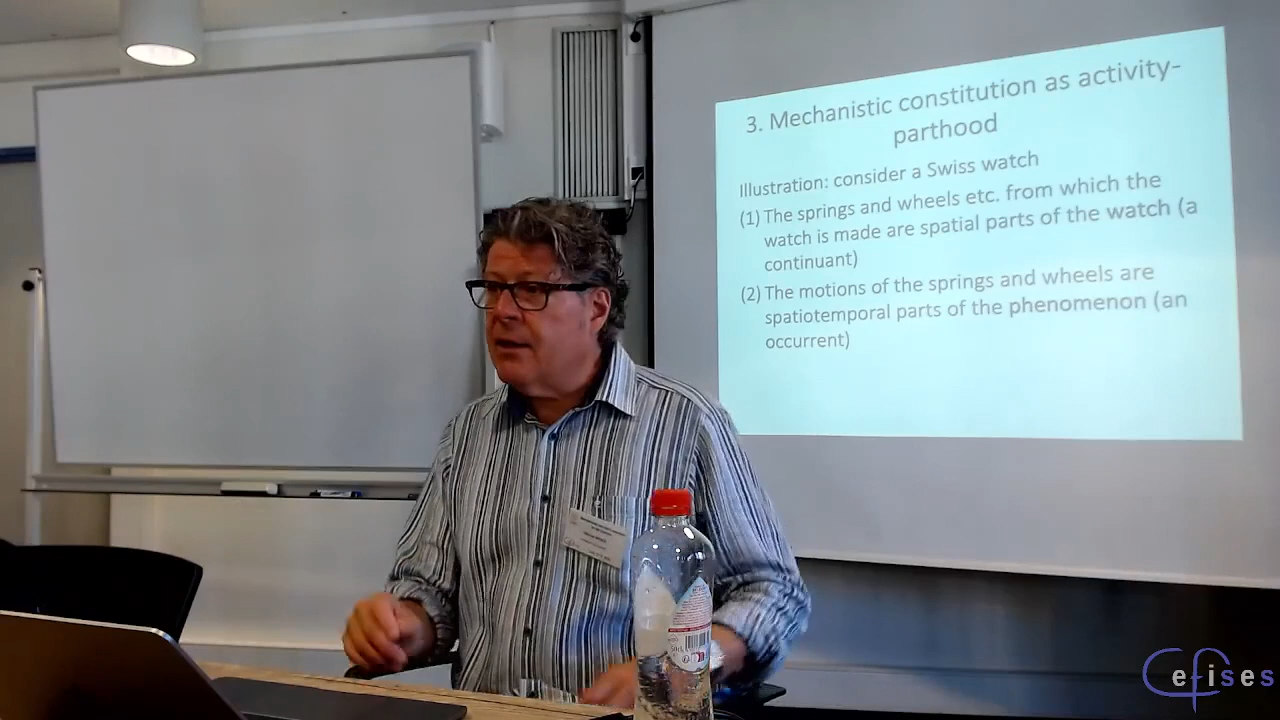 3. Mechanistic constitution as activity-
parthood
Illustration: consider a Swiss watch
(1) The springs and wheels etc. from which the
watch is made are spatial parts of the watch (a
continuant)
(2) The motions of the springs and wheels are
spatiotemporal parts of the phenomenon (an
occurrent)
Cefises